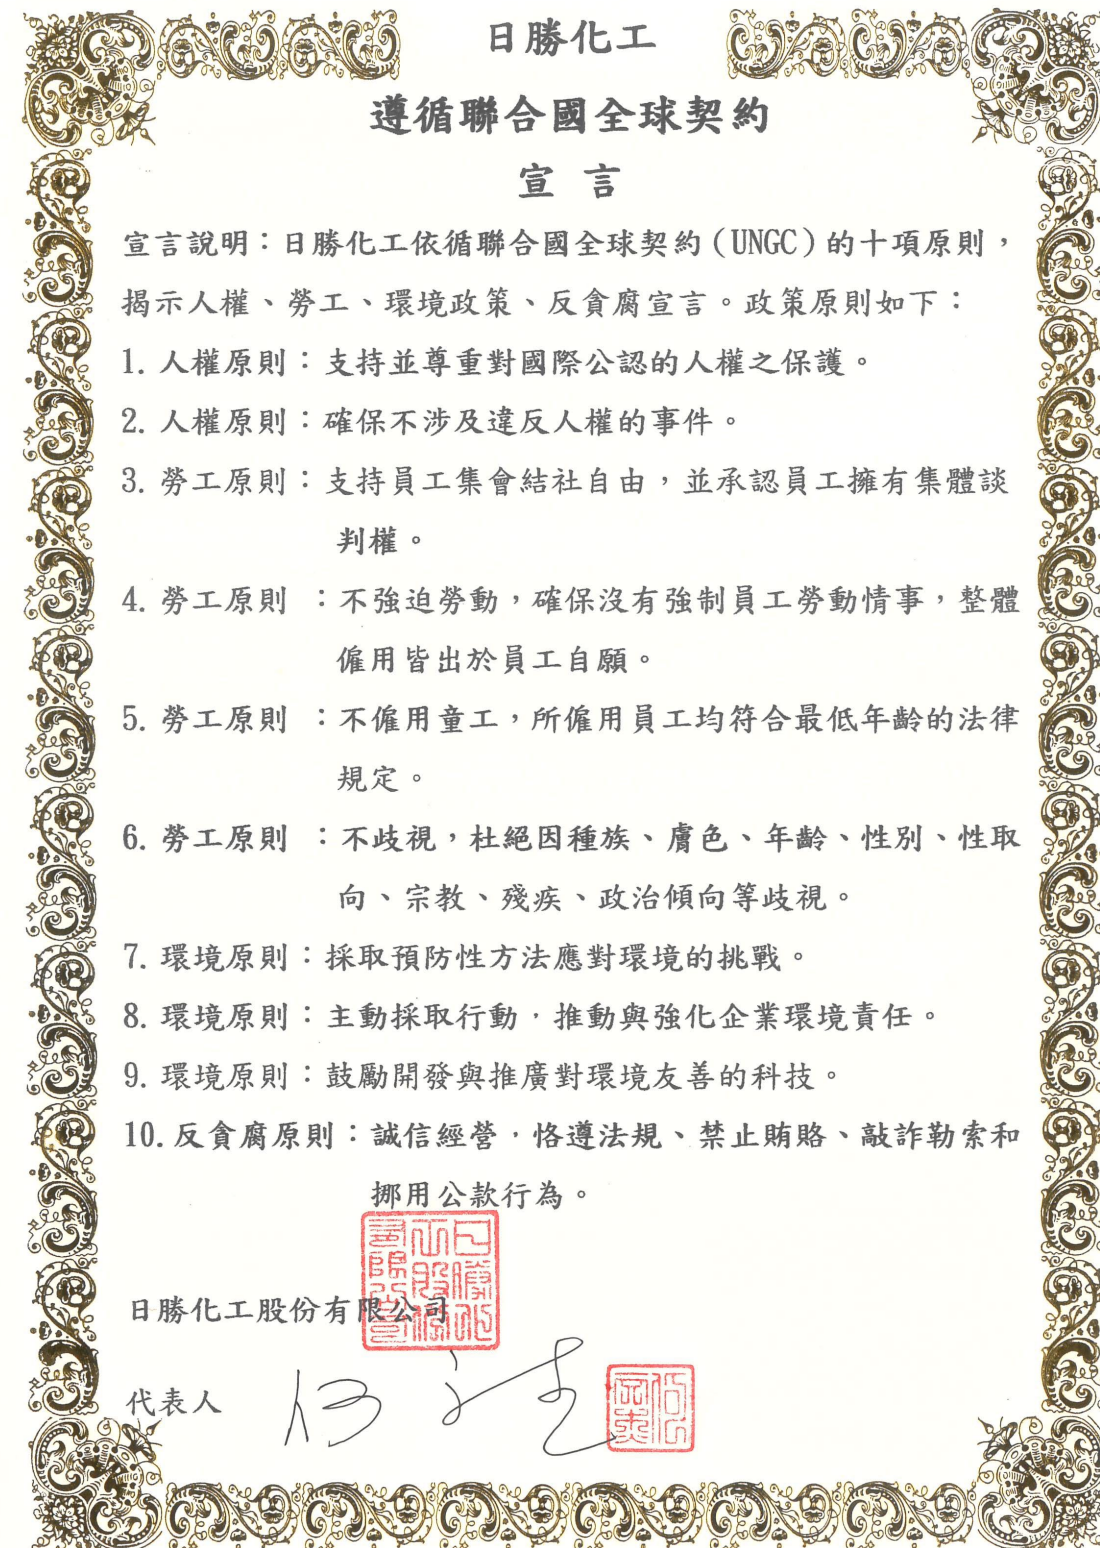 日勝化工
遵循聯合國全球契約
宣 言
宣言說明：日勝化工依循聯合國全球契約(UNGC)的十項原則，
揭示人權、勞工、環境政策、反貪腐宣言。政策原則如下：
1. 人權原則：支持並尊重對國際公認的人權之保護。
2. 人權原則：確保不涉及違反人權的事件。
3. 勞工原則：支持員工集會結社自由，並承認員工擁有集體談
判權。
4. 勞工原則 ：不強迫勞動，確保沒有強制員工勞動情事，整體
僱用皆出於員工自願。
5. 勞工原則 ：不僱用童工，所僱用員工均符合最低年齡的法律
規定。
6. 勞工原則 ：不歧視，杜絕因種族、膚色、年齡、性別、性取
向、宗教、殘疾、政治傾向等歧視。
7. 環境原則：採取預防性方法應對環境的挑戰。
8. 環境原則：主動採取行動，推動與強化企業環境責任。
9. 環境原則：鼓勵開發與推廣對環境友善的科技。
10. 反貪腐原則：誠信經營，恪遵法規、禁止賄賂、敲詐勒索和
挪用公款行為。
日勝化工股份有限公司
代表人